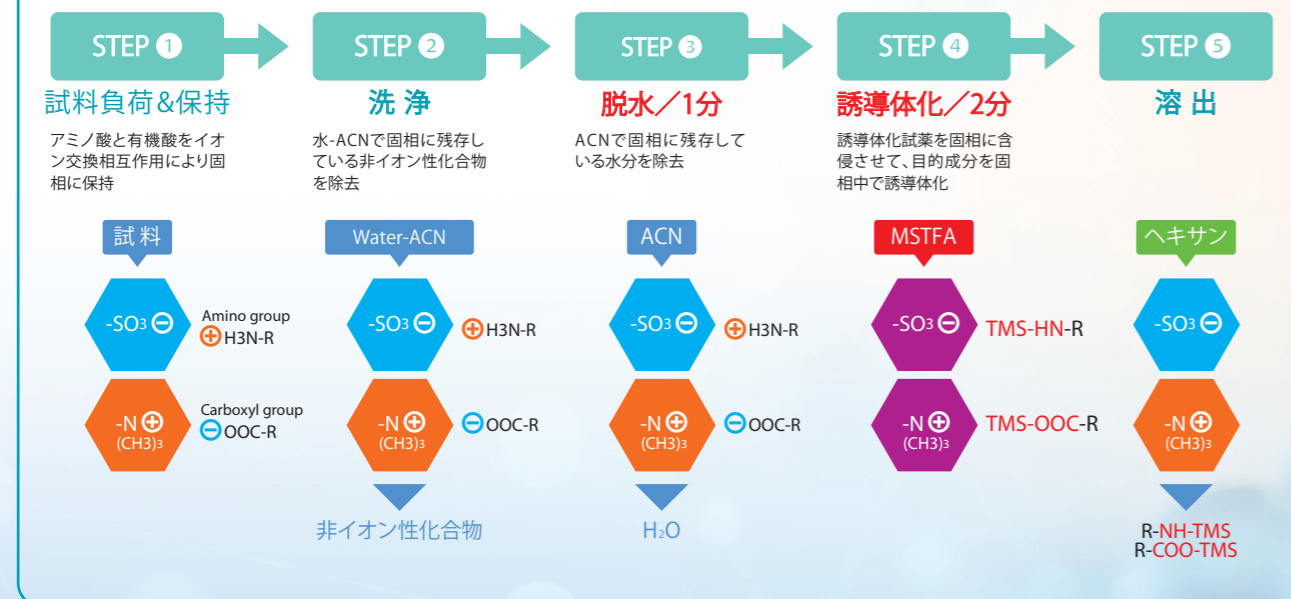 STEP ❶
STEP ❷
STEP ❸
STEP ❹
STEP ❺
試料負荷&保持
洗 浄
脱水／1分
誘導体化／2分
溶 出
アミノ酸と有機酸をイオ
ン交換相互作用により固
相に保持
水-ACNで固相に残存し
ている非イオン性化合物
を除去
ACNで固相に残存して
いる水分を除去
誘導体化試薬を固相に含
侵させて、目的成分を固
相中で誘導体化
試 料
Water-ACN
ACN
MSTFA
ヘキサン
-SO3 ⊖
Amino group
⊕H3N-R
-SO3 ⊖
⊕H3N-R
-SO3 ⊖
⊕H3N-R
-SO3 ⊖
TMS-HN-R
-SO3 ⊖
-N ⊕
(CH3)3
Carboxyl group
⊖OOC-R
-N ⊕
(CH3)3
⊖OOC-R
-N ⊕
(CH3)3
⊖OOC-R
-N ⊕
(CH3)3
TMS-OOC-R
-N ⊕
(CH3)3
非イオン性化合物
H2O
R-NH-TMS
R-COO-TMS